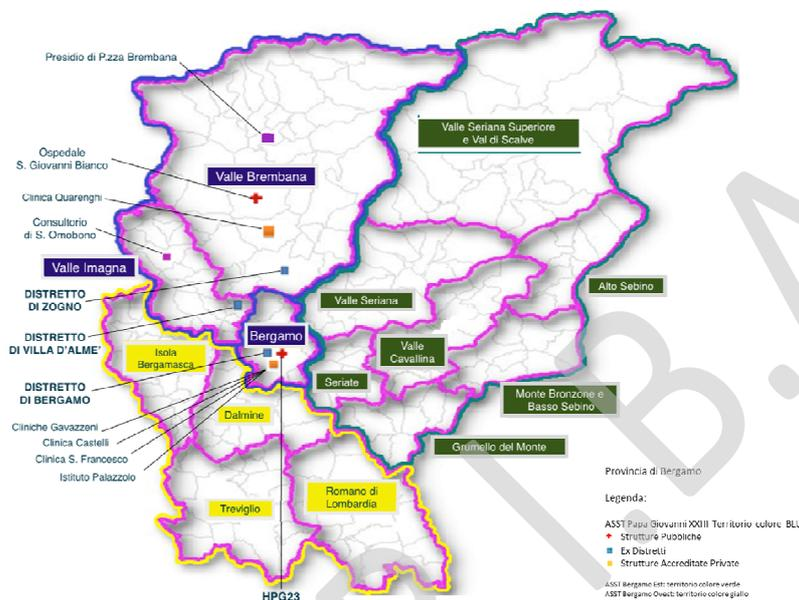 Presidio di P.zza Brembana
Valle Seriana Superiore
e Val di Scalve
Ospedale
S. Giovanni Bianco
Valle Brembana
Clinica Quarenghi
Consultorio
di S. Omobono
Valle Imagna
Alto Sebino
DISTRETTO
DI ZOGNO
Valle Seriana
DISTRETTO
DI VILLA D'ALME'
Bergamo
Isola
Bergamasca
Valle
Cavallina
Seriate
DISTRETTO
DI BERGAMO
Monte Bronzone e
Basso Sebino
Dalmine
Cliniche Gavazzeni
Clinica Castelli
Clinica S. Francesco
Istituto Palazzolo
Grumello del Monte
Treviglio
Romano di
Lombardia
HPG23
Provincia di Bergamo
Legenda:
ASST Papa Giovanni XXIII Territorio colore BLU
Strutture Pubbliche
Ex Distretti
Strutture Accreditate Private
ASST Bergamo Est: territorio colore verde
ASST Bergamo Ovest: territorio colore giallo